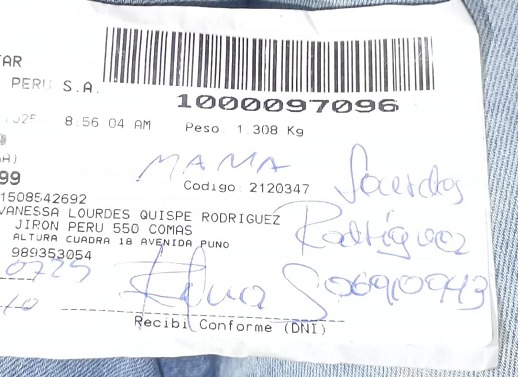 AR
PERU S.A.
1000097096
8:56 04 AM Peso: 1.308 Kg
MAMA
Codigo: 2120347
99
1508542692
VANESSA LOURDES QUISPE RODRIGUEZ
JIRON PERU 550 COMAS
ALTURA CUADRA 18 AVENIDA PUNO
989353054
Rodriguez
Recibi Conforme (DNI)